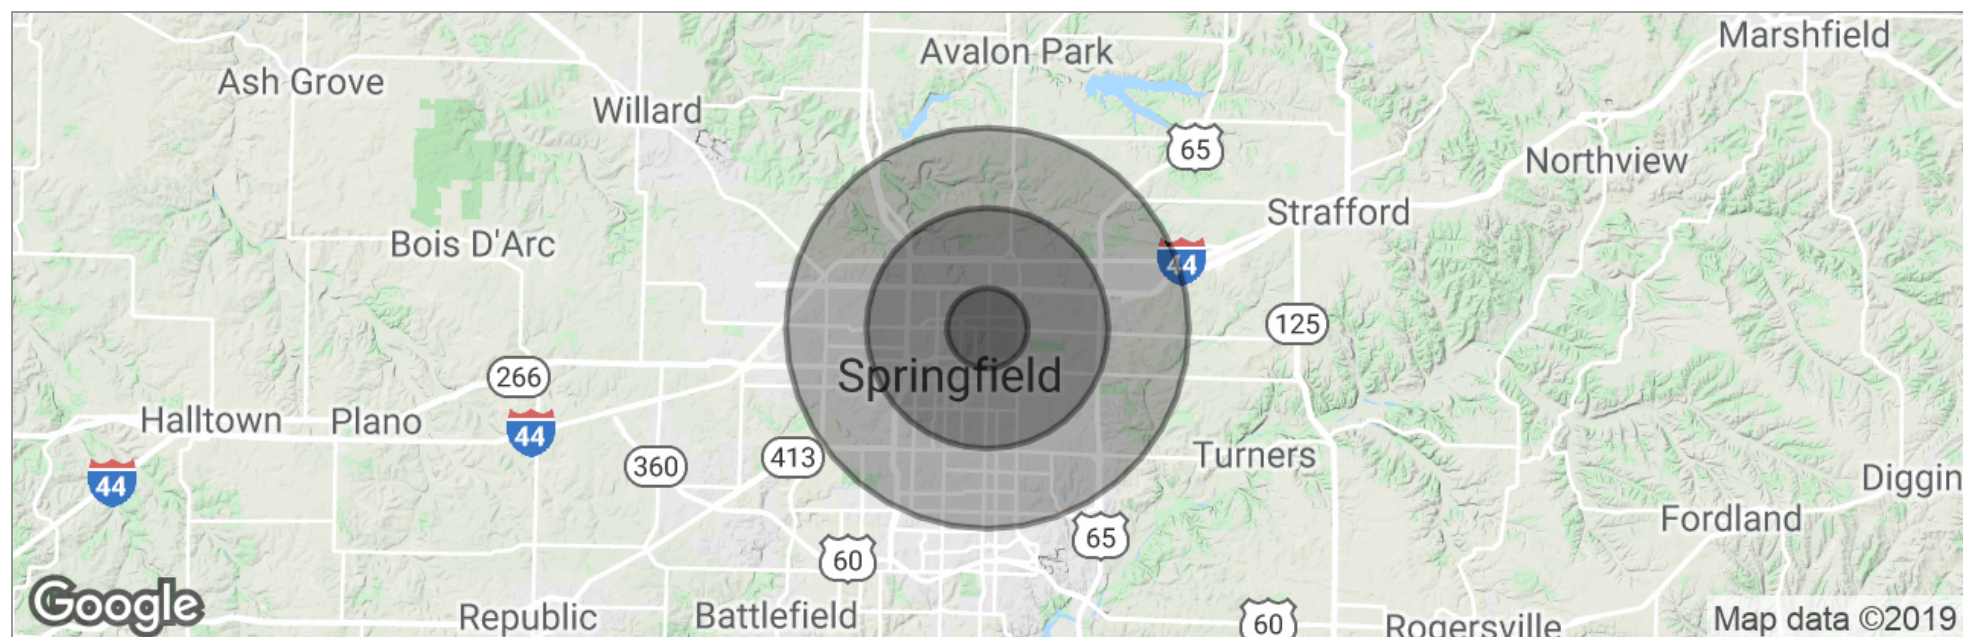 Marshfield
Avalon Park
Ash Grove
Willard
65
Northview
Strafford
Bois D'Arc
44
125
266
Springfield
Halltown
Plano
44
413
Turners
360
44
Diggin
Fordland
65
60
Google
Republic
Battlefield
60
Rogersville
Map data ©2019